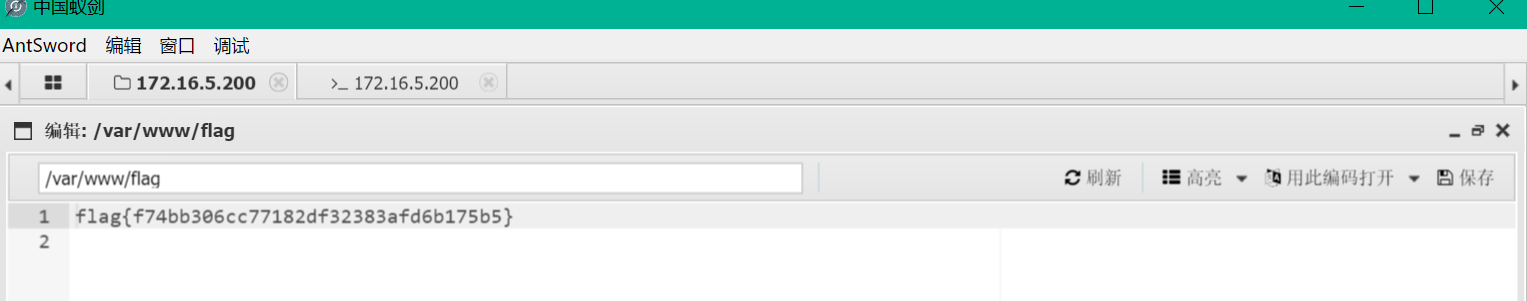 中国蚁剑
AntSword 编辑 窗口 调试
172.16.5.200 >_ 172.16.5.200
编辑: /var/www/flag
/var/www/flag 刷新 高亮 用此编码打开 保存
1 flag{f74bb306cc77182df32383afd6b175b5}
2